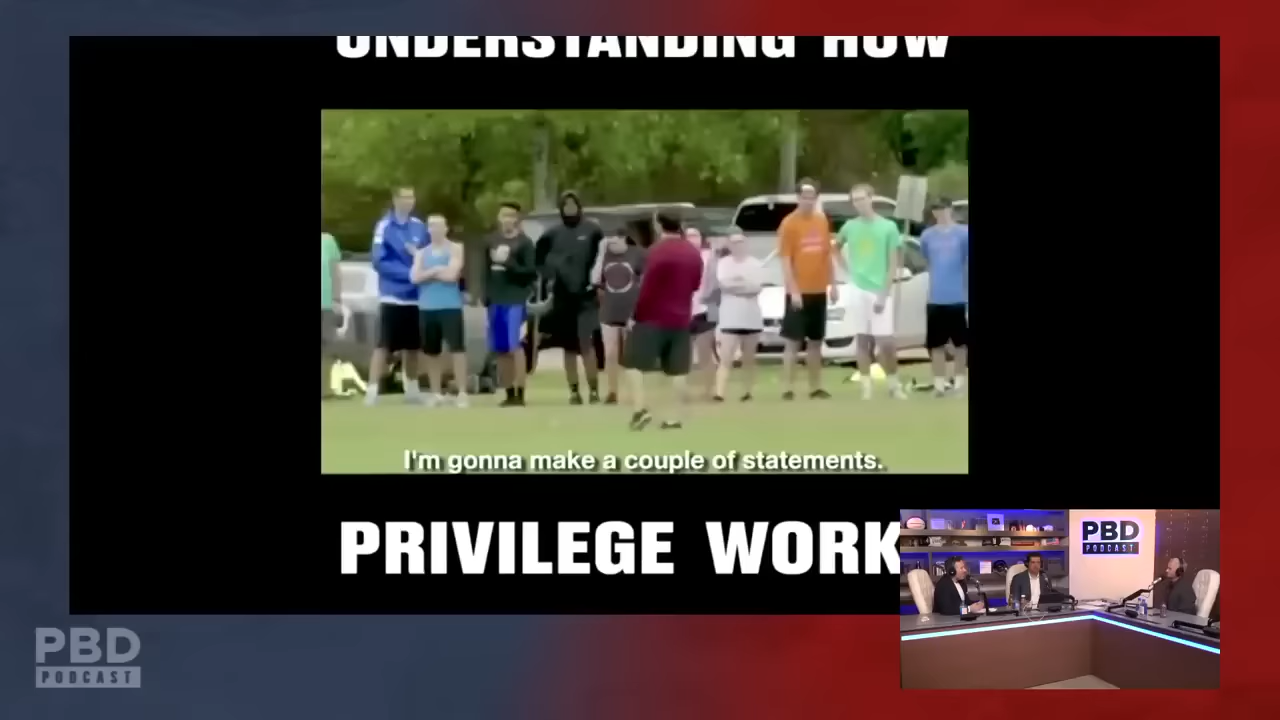 UNDERSTANDING HOW
I'm gonna make a couple of statements.
PRIVILEGE WORK
PBD
PODCAST
PBD
PODCAST